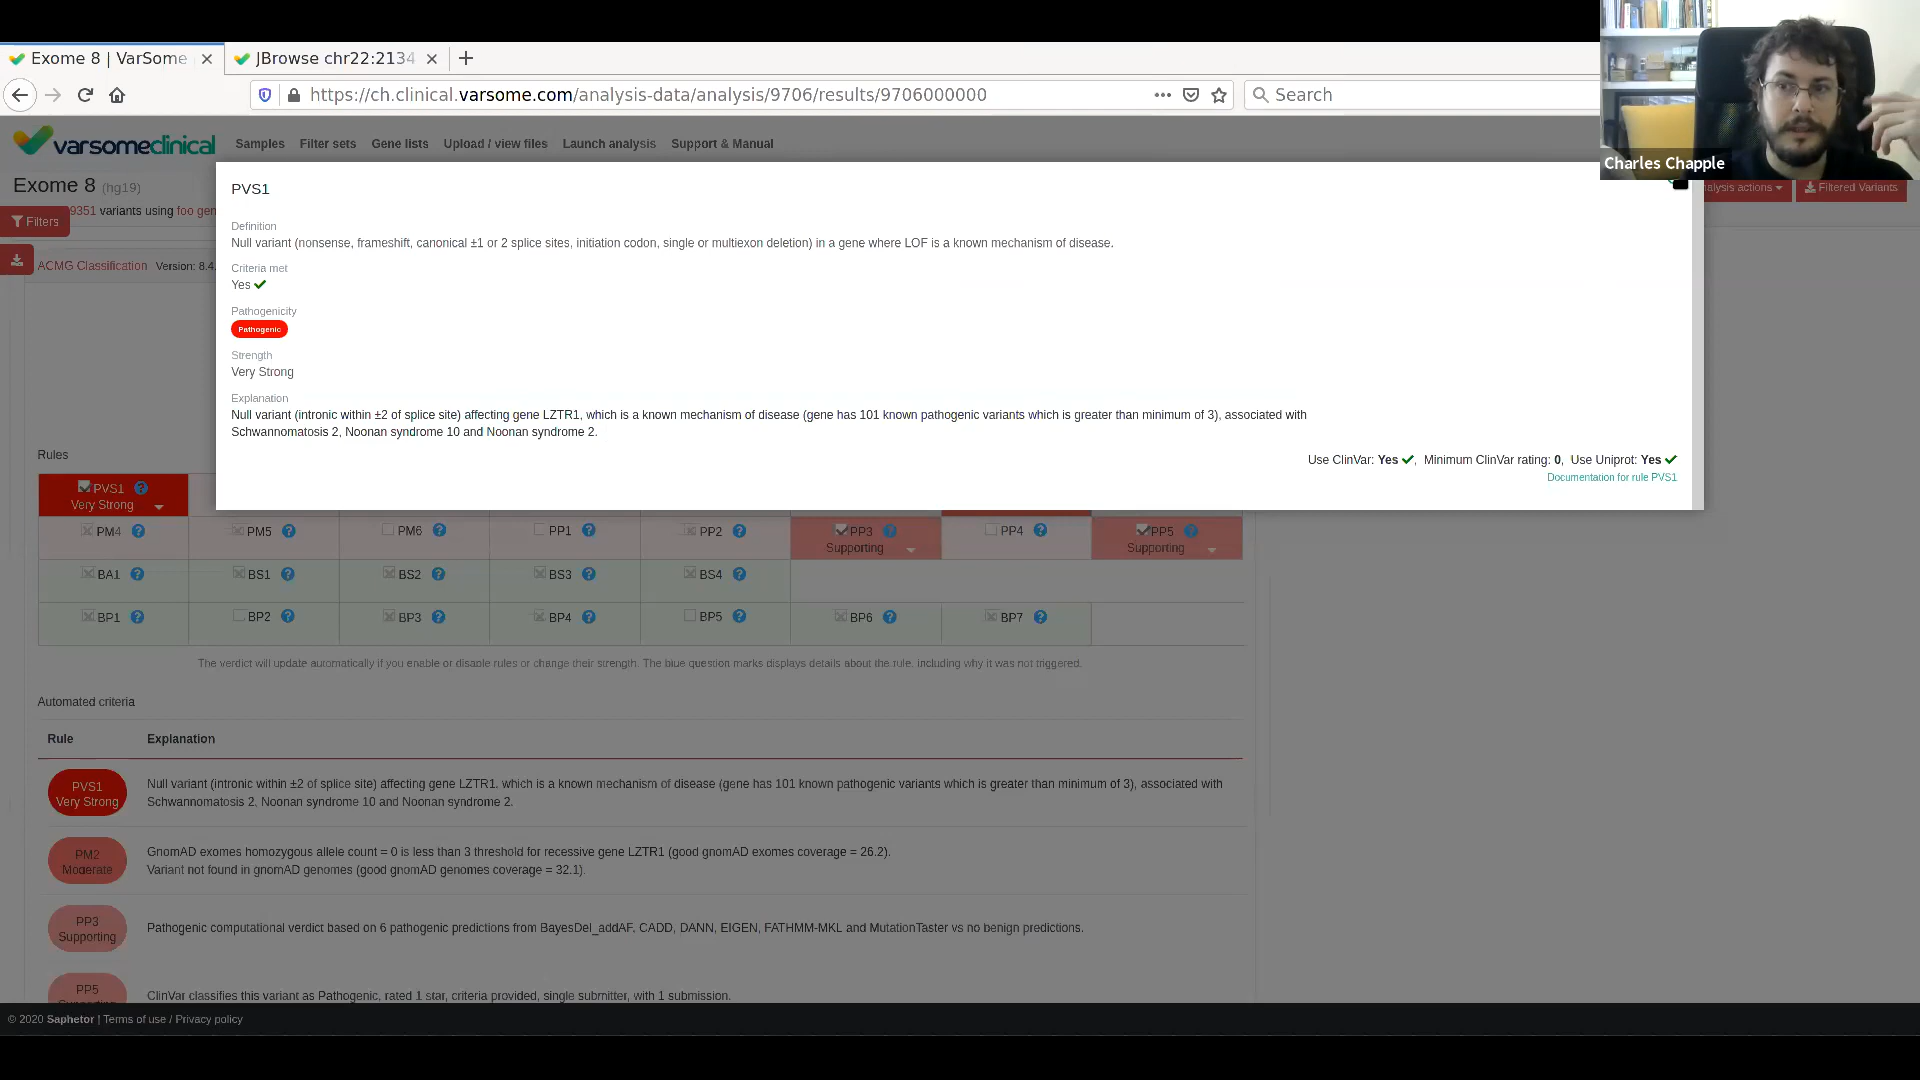 Exome 8 | VarSome
JBrowse chr22:2134
https://ch.clinical.varsome.com/analysis-data/analysis/9706/results/9706000000
Search
Charles Chapple
varsomeclinical
Samples
Filter sets
Gene lists
Upload / view files
Launch analysis
Support & Manual
Exome 8 (hg19)
9351 variants using foo gen
Filters
alysis actions
Filtered Variants
ACMG Classification Version: 8.4.
PVS1
Definition
Null variant (nonsense, frameshift, canonical ±1 or 2 splice sites, initiation codon, single or multiexon deletion) in a gene where LOF is a known mechanism of disease.
Criteria met
Yes
Pathogenicity
Pathogenic
Strength
Very Strong
Explanation
Null variant (intronic within ±2 of splice site) affecting gene LZTR1, which is a known mechanism of disease (gene has 101 known pathogenic variants which is greater than minimum of 3), associated with
Schwannomatosis 2, Noonan syndrome 10 and Noonan syndrome 2.
Use ClinVar: Yes , Minimum ClinVar rating: 0, Use Uniprot: Yes
Documentation for rule PVS1
Rules
PVS1
Very Strong
PM4 PM5 PM6 PP1 PP2 PP3 PP4 PP5
Supporting Supporting
BA1 BS1 BS2 BS3 BS4
BP1 BP2 BP3 BP4 BP5 BP6 BP7
The verdict will update automatically if you enable or disable rules or change their strength. The blue question marks displays details about the rule, including why it was not triggered.
Automated criteria
Rule Explanation
PVS1
Very Strong
Null variant (intronic within ±2 of splice site) affecting gene LZTR1, which is a known mechanism of disease (gene has 101 known pathogenic variants which is greater than minimum of 3), associated with
Schwannomatosis 2, Noonan syndrome 10 and Noonan syndrome 2.
PM2
Moderate
GnomAD exomes homozygous allele count = 0 is less than 3 threshold for recessive gene LZTR1 (good gnomAD exomes coverage = 26.2).
Variant not found in gnomAD genomes (good gnomAD genomes coverage = 32.1).
PP3
Supporting
Pathogenic computational verdict based on 6 pathogenic predictions from BayesDel_addAF, CADD, DANN, EIGEN, FATHMM-MKL and MutationTaster vs no benign predictions.
PP5
ClinVar classifies this variant as Pathogenic, rated 1 star, criteria provided, single submitter, with 1 submission.
© 2020 Saphetor | Terms of use / Privacy policy